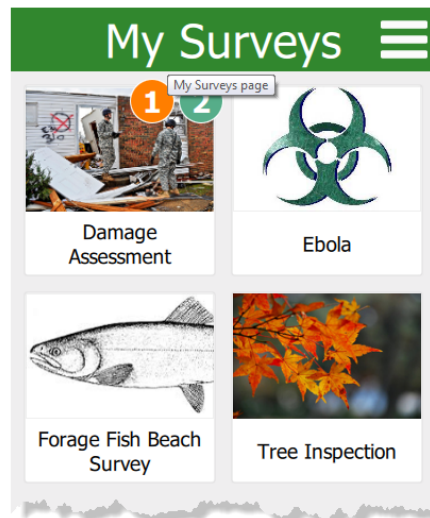 My Surveys
My Surveys page
1 2
Damage
Assessment
Ebola
Forage Fish Beach
Survey
Tree Inspection